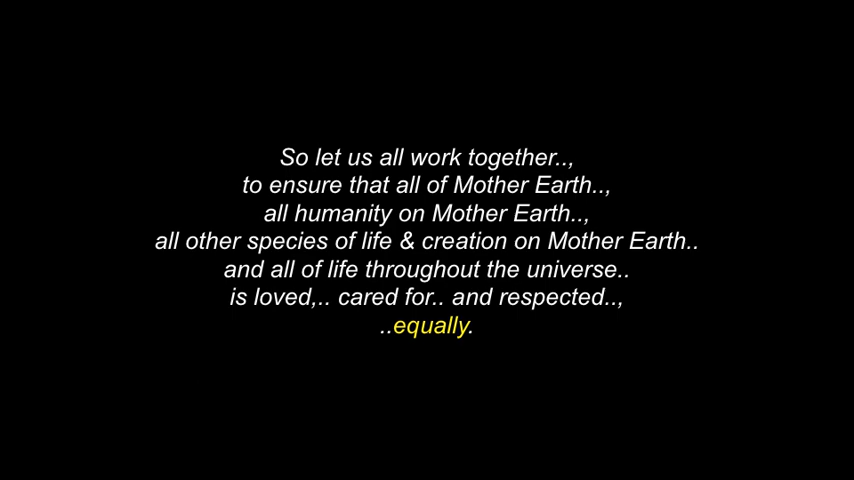 So let us all work together..,
to ensure that all of Mother Earth..,
all humanity on Mother Earth..,
all other species of life & creation on Mother Earth..
and all of life throughout the universe..
is loved,.. cared for.. and respected..,
..equally.